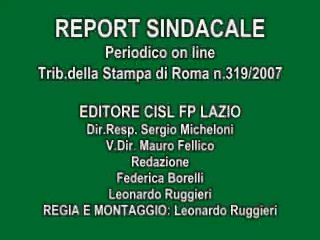 REPORT SINDACALE
Periodico on line
Trib.della Stampa di Roma n.319/2007
EDITORE CISL FP LAZIO
Dir.Resp. Sergio Micheloni
V.Dir. Mauro Fellico
Redazione
Federica Borelli
Leonardo Ruggieri
REGIA E MONTAGGIO: Leonardo Ruggieri